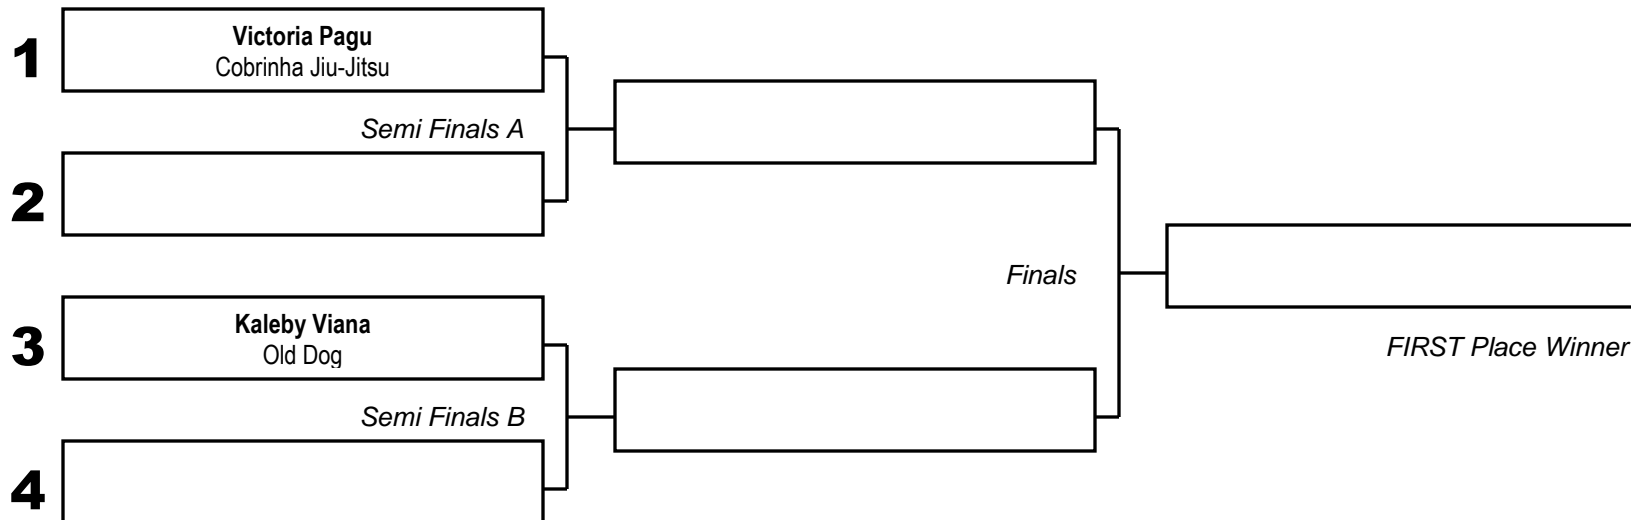 1
Victoria Pagu
Cobrinha Jiu-Jitsu
Semi Finals A
2
Finals
3
Kaleby Viana
Old Dog
FIRST Place Winner
Semi Finals B
4